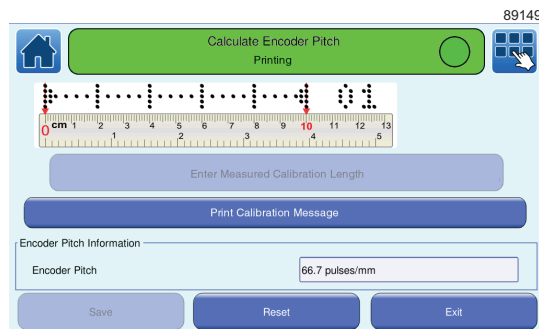 89149
Calculate Encoder Pitch
Printing
01
0 cm 1 2 3 4 5 6 7 8 9 10 11 12 13
1 2 3 4 5
Enter Measured Calibration Length
Print Calibration Message
Encoder Pitch Information
Encoder Pitch 66.7 pulses/mm
Save Reset Exit